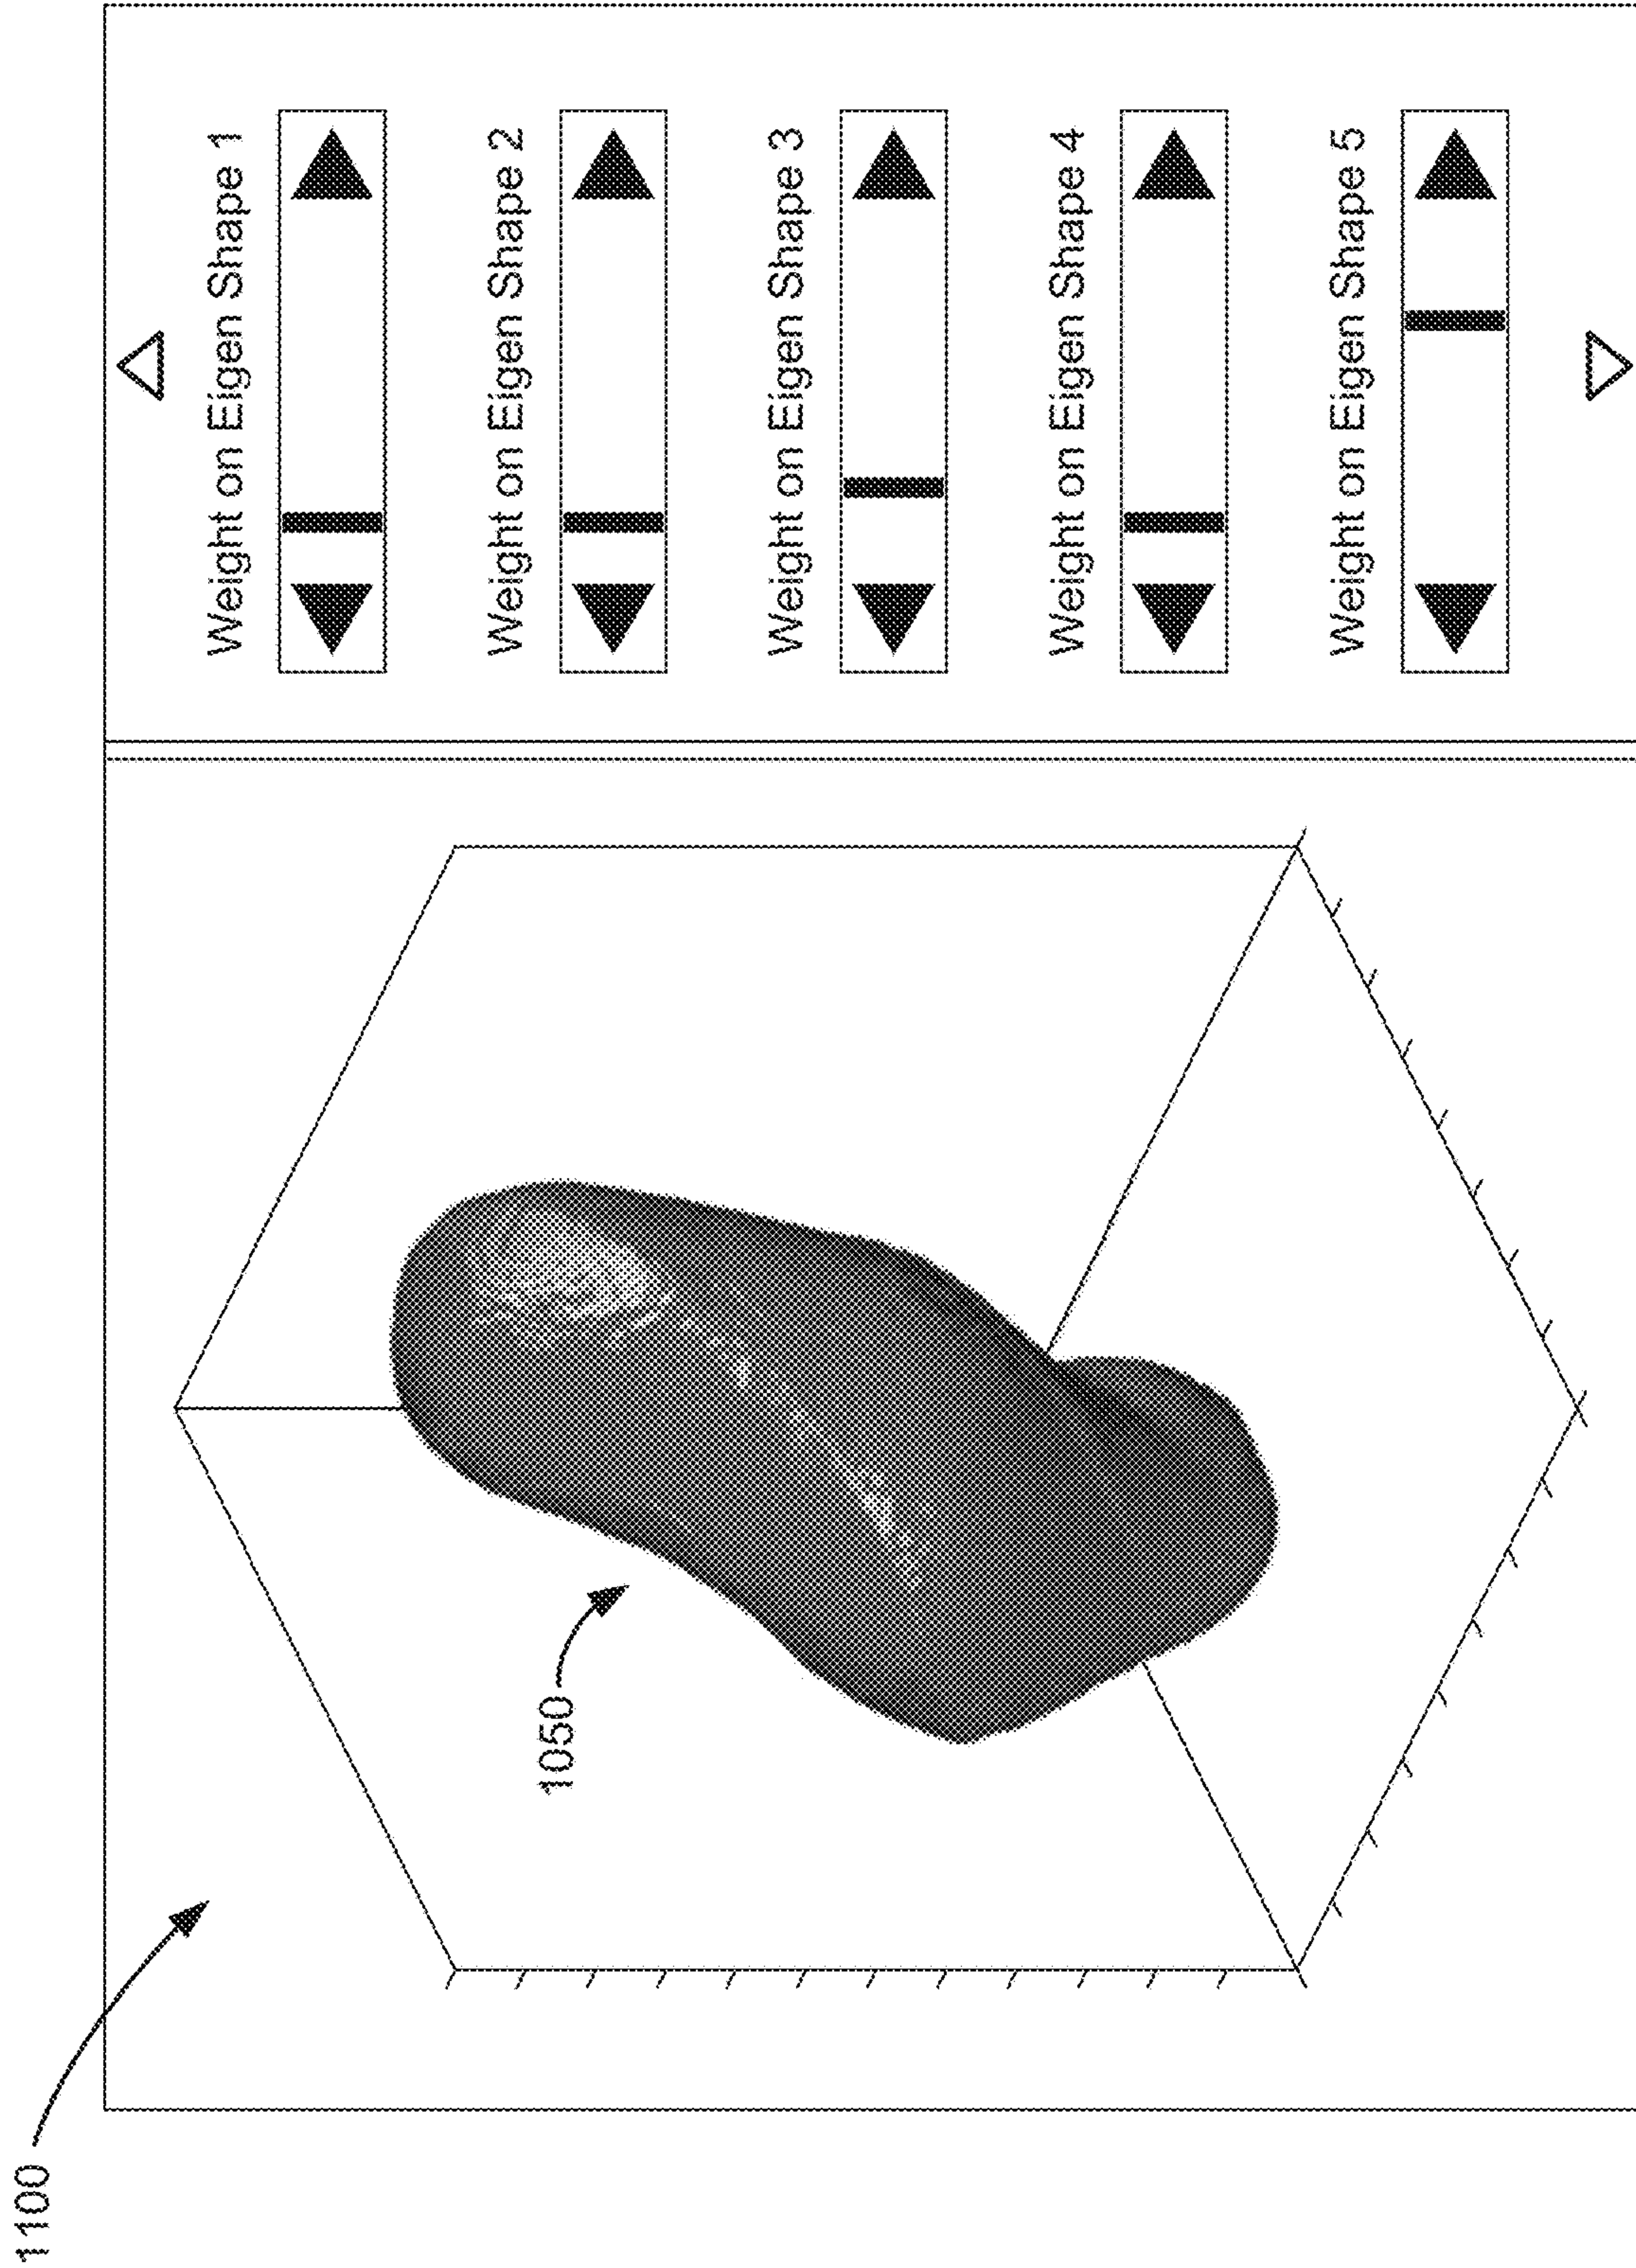 1100
1050
Weight on Eigen Shape 1
Weight on Eigen Shape 2
Weight on Eigen Shape 3
Weight on Eigen Shape 4
Weight on Eigen Shape 5